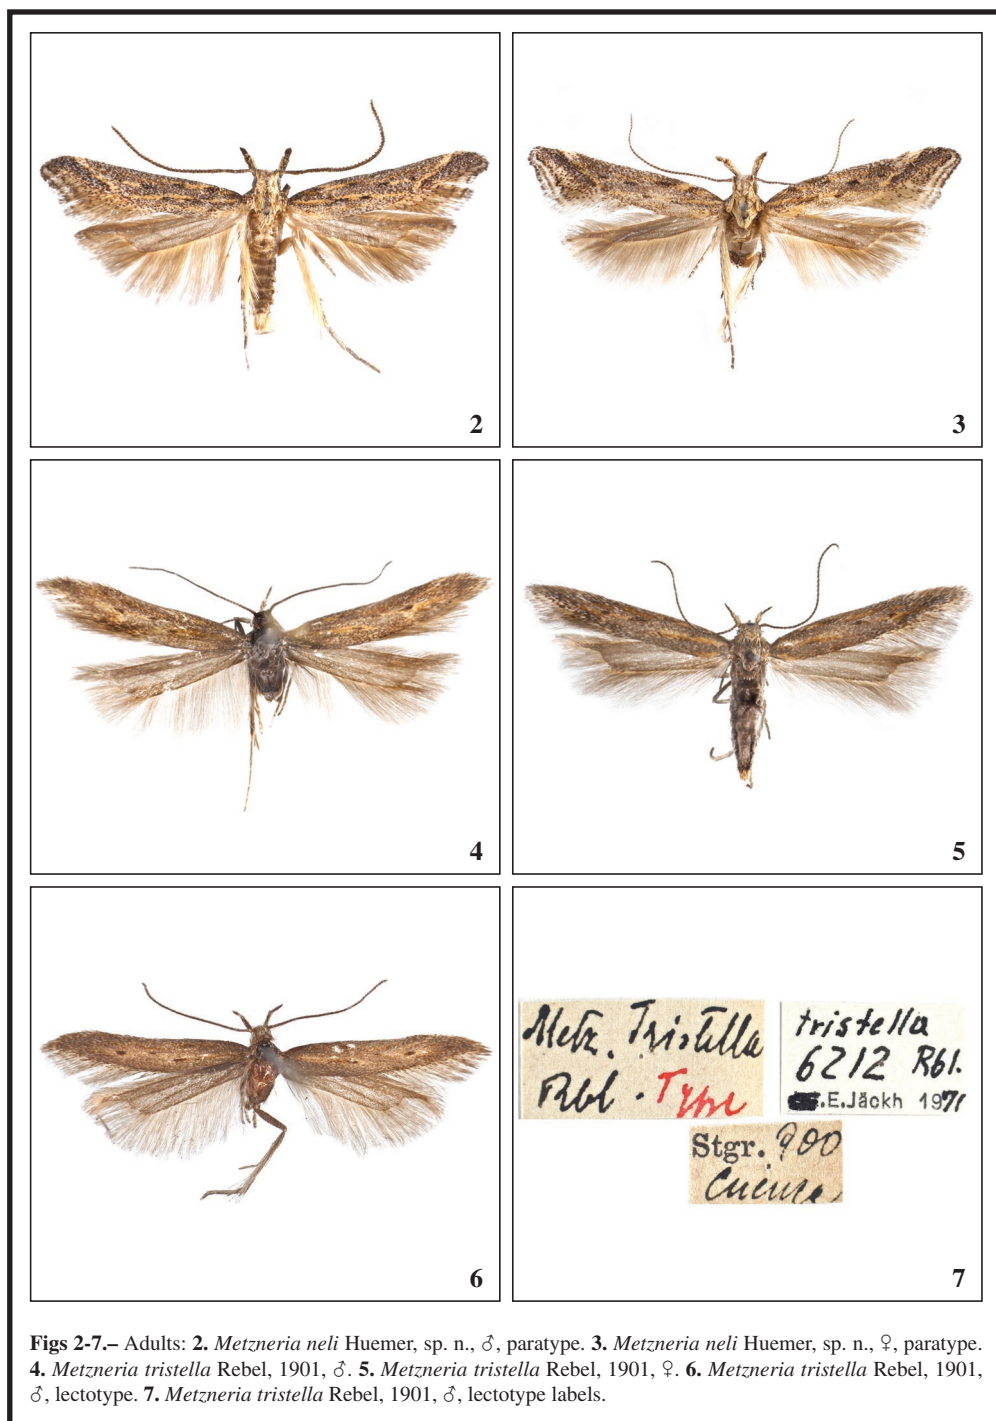 2
3
4
5
6
Metz. Tristella
Rbl. Type
tristella
6212 Rbl.
.E.Jäckh 1971
Stgr. 900
Cuenca
7
Figs 2-7.– Adults: 2. Metzneria neli Huemer, sp. n., ♂, paratype. 3. Metzneria neli Huemer, sp. n., ♀, paratype.
4. Metzneria tristella Rebel, 1901, ♂. 5. Metzneria tristella Rebel, 1901, ♀. 6. Metzneria tristella Rebel, 1901,
♂, lectotype. 7. Metzneria tristella Rebel, 1901, ♂, lectotype labels.